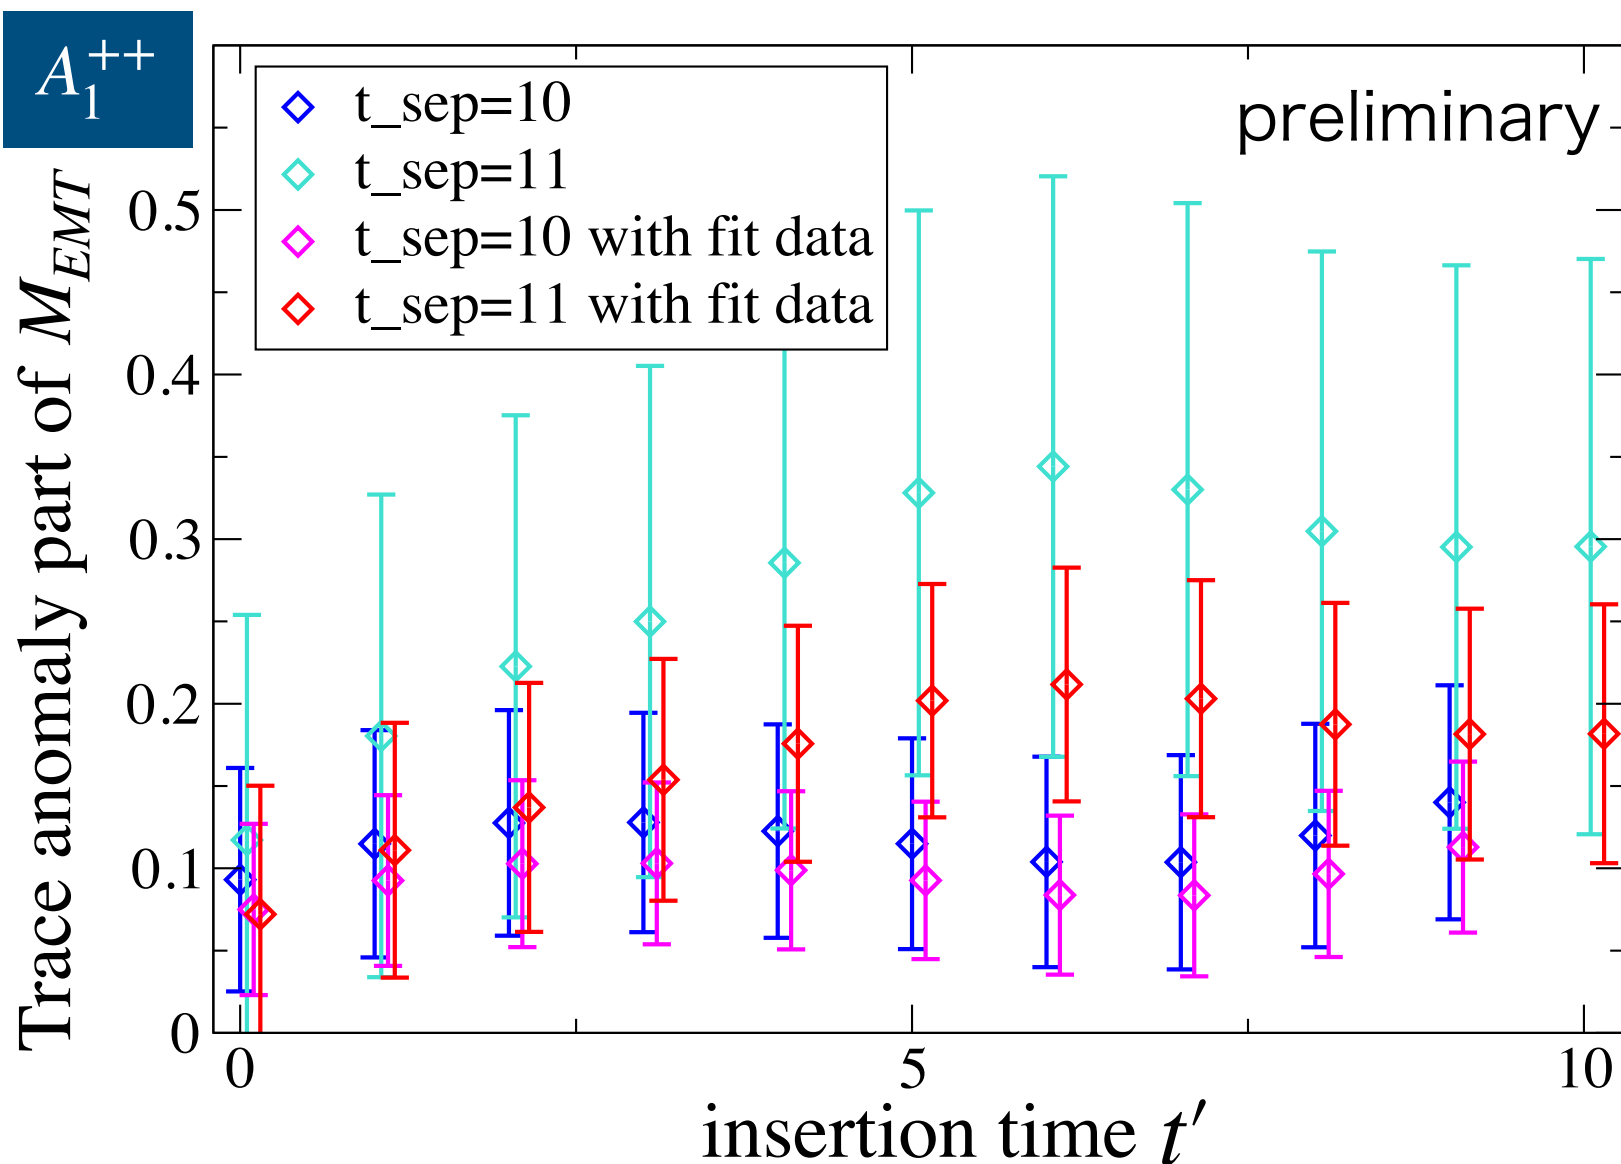 A₁⁺⁺
preliminary
t_sep=10
t_sep=11
t_sep=10 with fit data
t_sep=11 with fit data
Trace anomaly part of M_EMT
0.5
0.4
0.3
0.2
0.1
0
0 5 10
insertion time t′